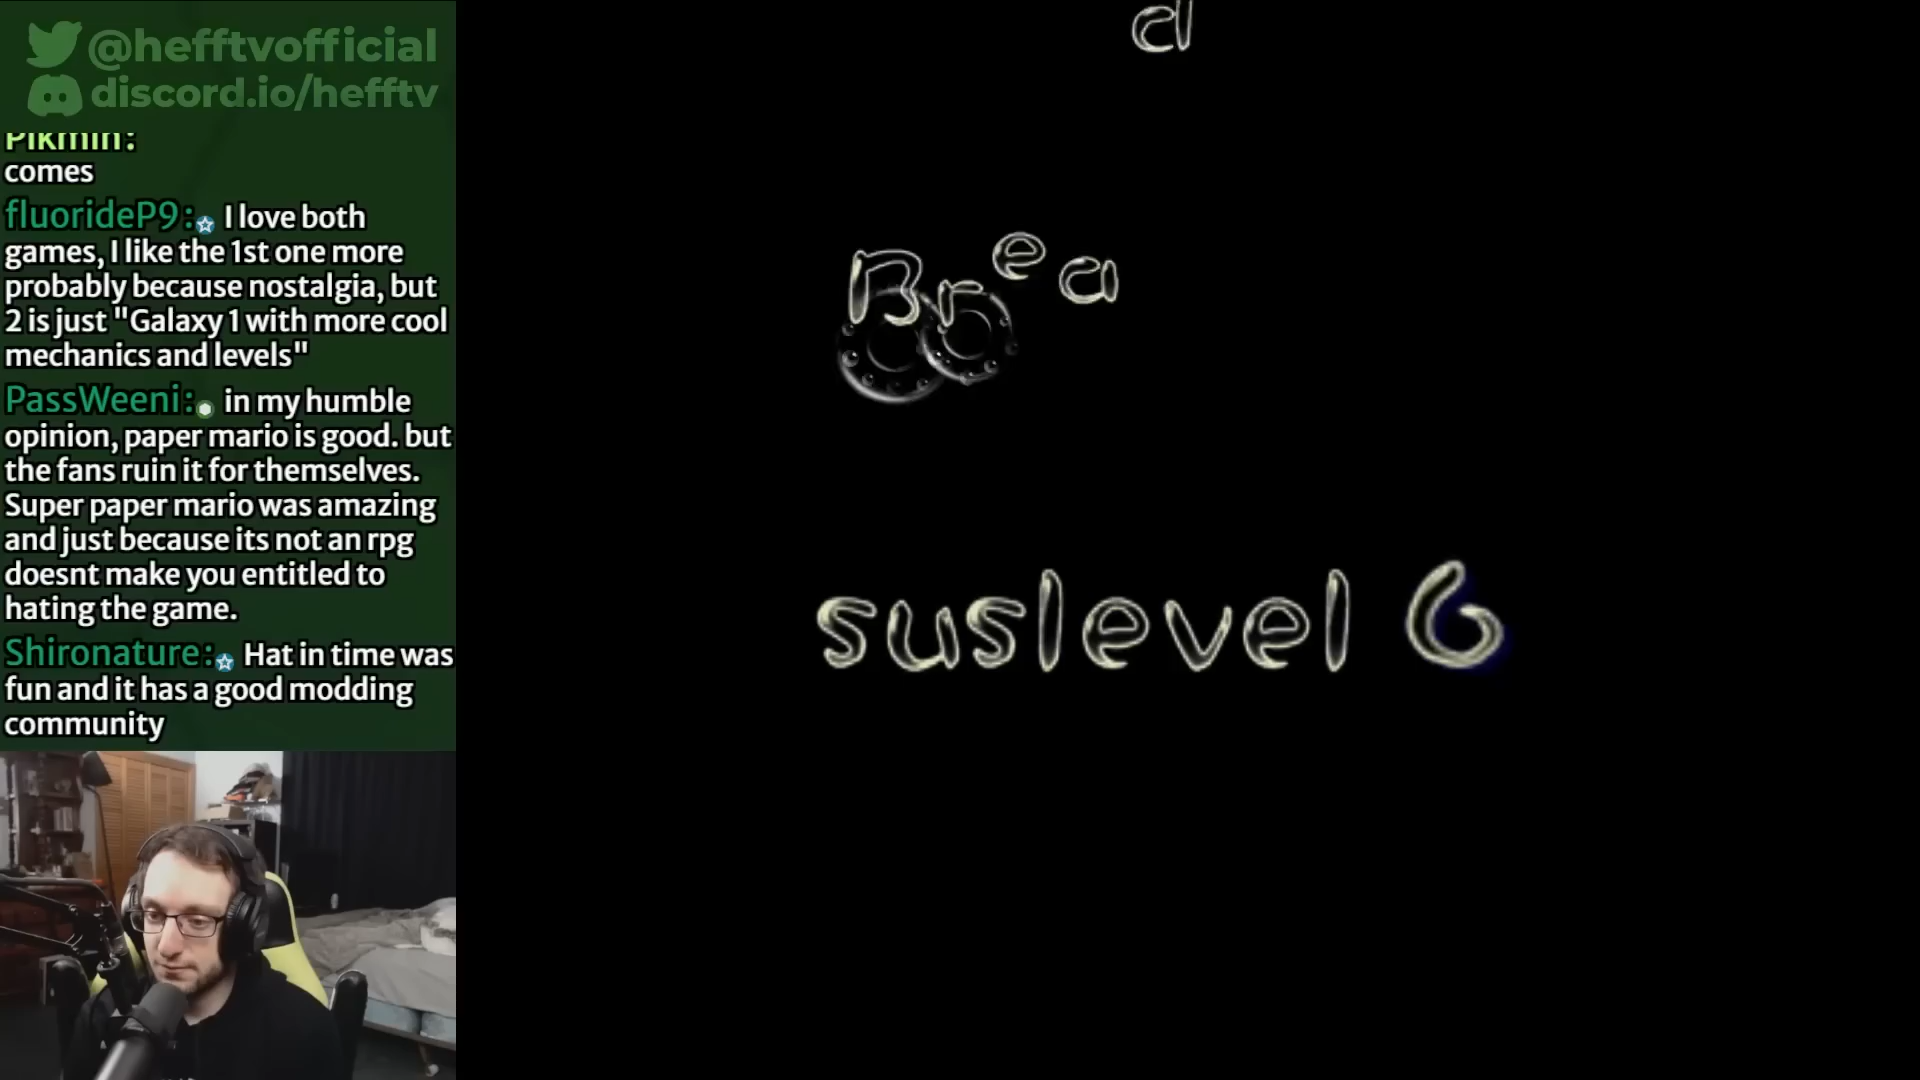 @hefftvofficial
discord.io/hefftv
Pikmin:
comes
fluorideP9: I love both
games, I like the 1st one more
probably because nostalgia, but
2 is just "Galaxy 1 with more cool
mechanics and levels"
PassWeeni: in my humble
opinion, paper mario is good. but
the fans ruin it for themselves.
Super paper mario was amazing
and just because its not an rpg
doesnt make you entitled to
hating the game.
Shironature: Hat in time was
fun and it has a good modding
community
d
Brea
suslevel 6